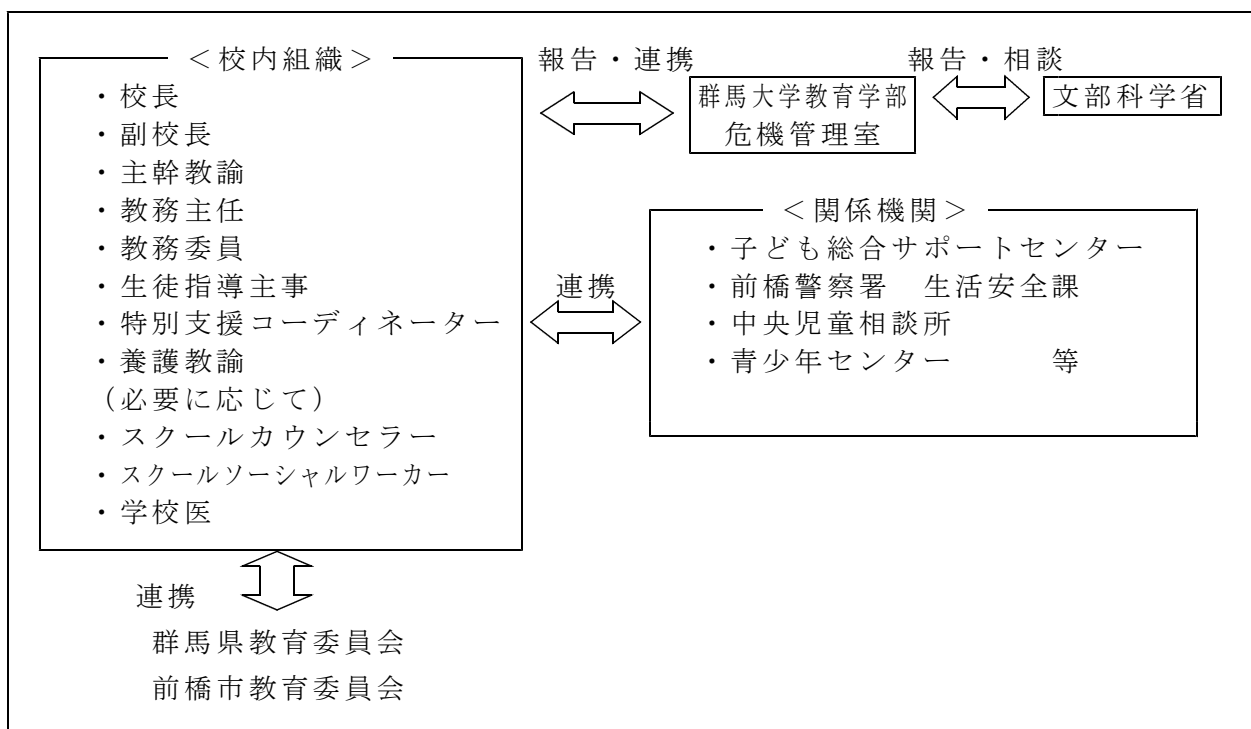 ＜校内組織＞
・校長
・副校長
・主幹教諭
・教務主任
・教務委員
・生徒指導主事
・特別支援コーディネーター
・養護教諭
（必要に応じて）
・スクールカウンセラー
・スクールソーシャルワーカー
・学校医
報告・連携
群馬大学教育学部
危機管理室
報告・相談
文部科学省
連携
＜関係機関＞
・子ども総合サポートセンター
・前橋警察署　生活安全課
・中央児童相談所
・青少年センター　　　等
連携
群馬県教育委員会
前橋市教育委員会